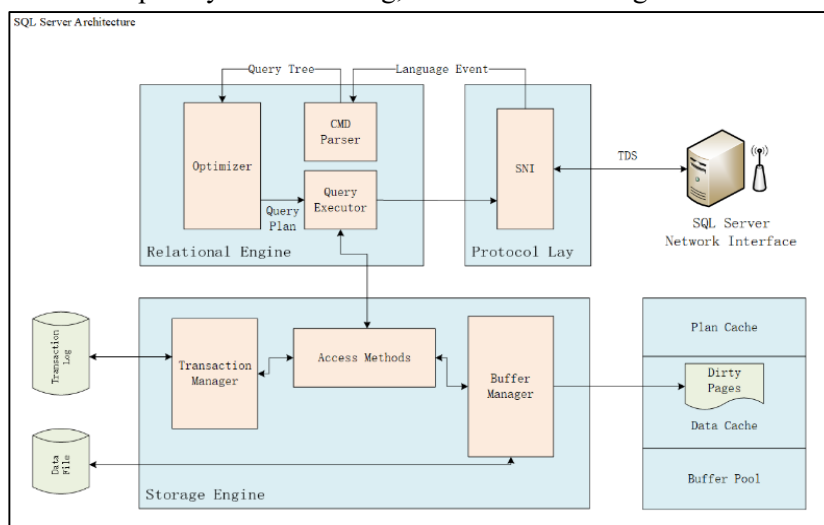 SQL Server Architecture
Query Tree
Language Event
CMD
Parser
Optimizer
SNI
TDS
Query
Executor
Query
Plan
SQL Server
Network Interface
Relational Engine
Protocol Lay
Transaction
Log
Transaction
Manager
Access Methods
Buffer
Manager
Plan Cache
Dirty
Pages
Data Cache
Data
File
Storage Engine
Buffer Pool